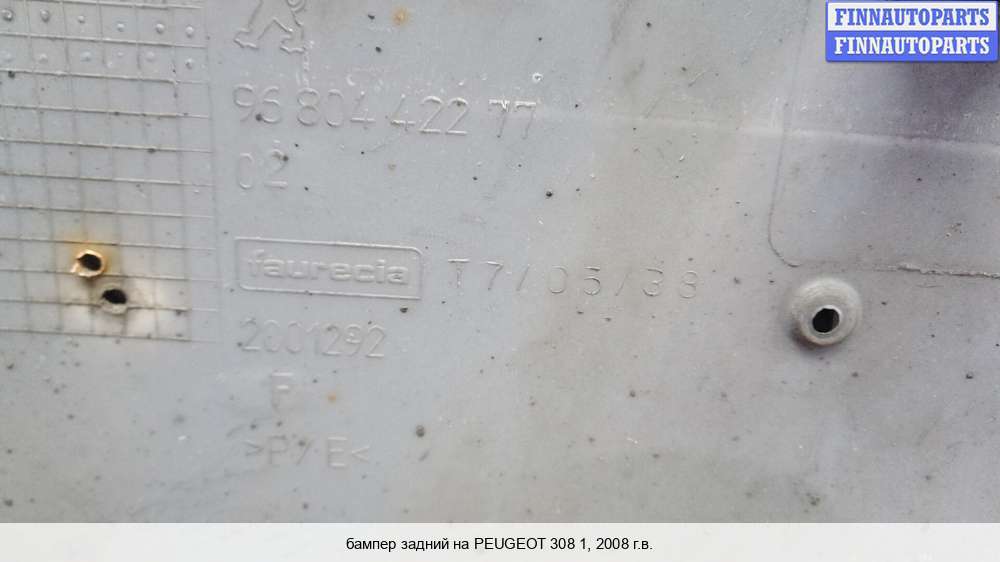 FINNAUTOPARTS
FINNAUTOPARTS
96 804 422 77
02
faurecia
T7/05/38
2001292
F
>P/E<
бампер задний на PEUGEOT 308 1, 2008 г.в.